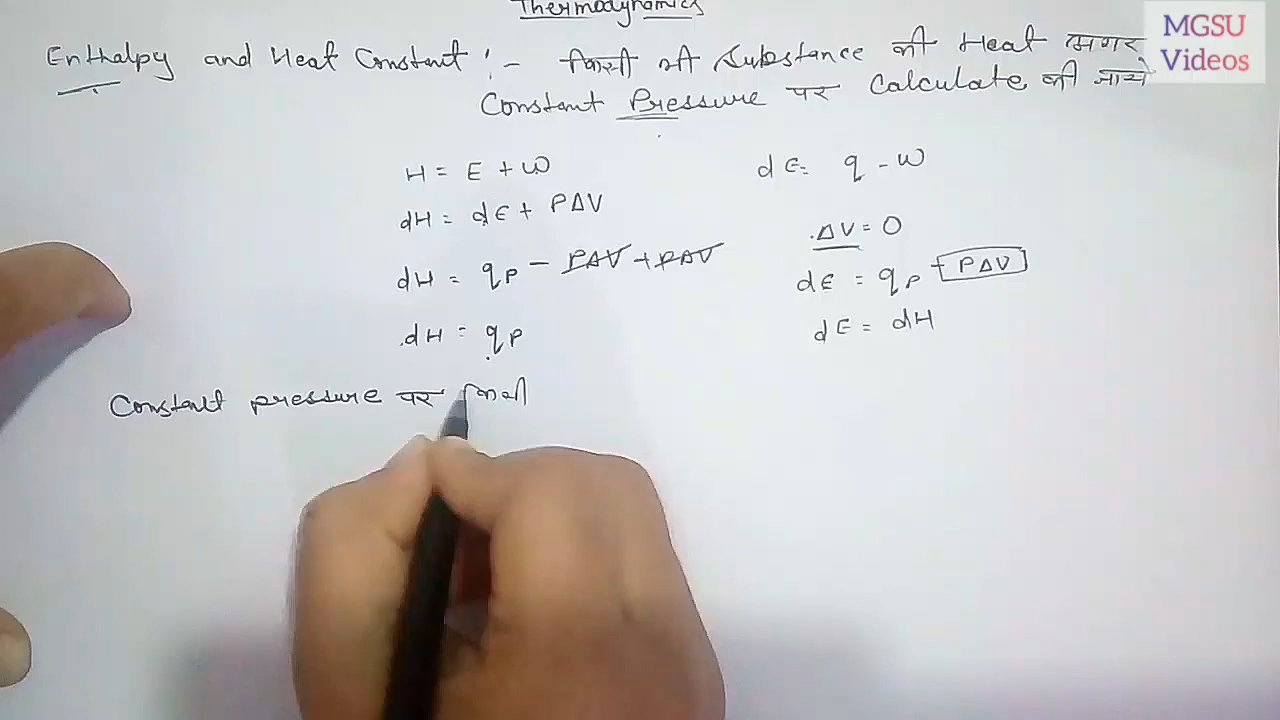 Thermodynamics
MGSU
Videos
Enthalpy and Heat Constant :- किसी भी Substance की Heat अगर
Constant Pressure पर Calculate की जाये
H = E + W
dH = dE + PΔV
dH = qP - PΔV + PΔV
dH = qP
dE = q - W
ΔV = 0
dE = qP + PΔV
dE = dH
Constant pressure पर किसी